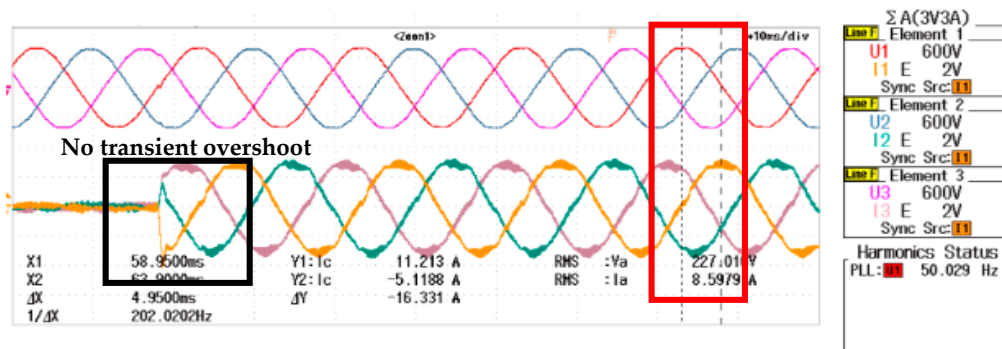 <Zoom1>
10ms/div
No transient overshoot
X1 58.9500ms Y1:Ic 11.213 A RMS :Va 227.010V
X2 63.9000ms Y2:Ic -5.1188 A RMS :Ia 8.5979 A
ΔX 4.9500ms ΔY -16.331 A
1/ΔX 202.0202Hz
Σ A(3V3A)
Line F Element 1
U1 600V
I1 E 2V
Sync Src:I1
Line F Element 2
U2 600V
I2 E 2V
Sync Src:I1
Line F Element 3
U3 600V
I3 E 2V
Sync Src:I1
Harmonics Status
PLL:U1 50.029 Hz